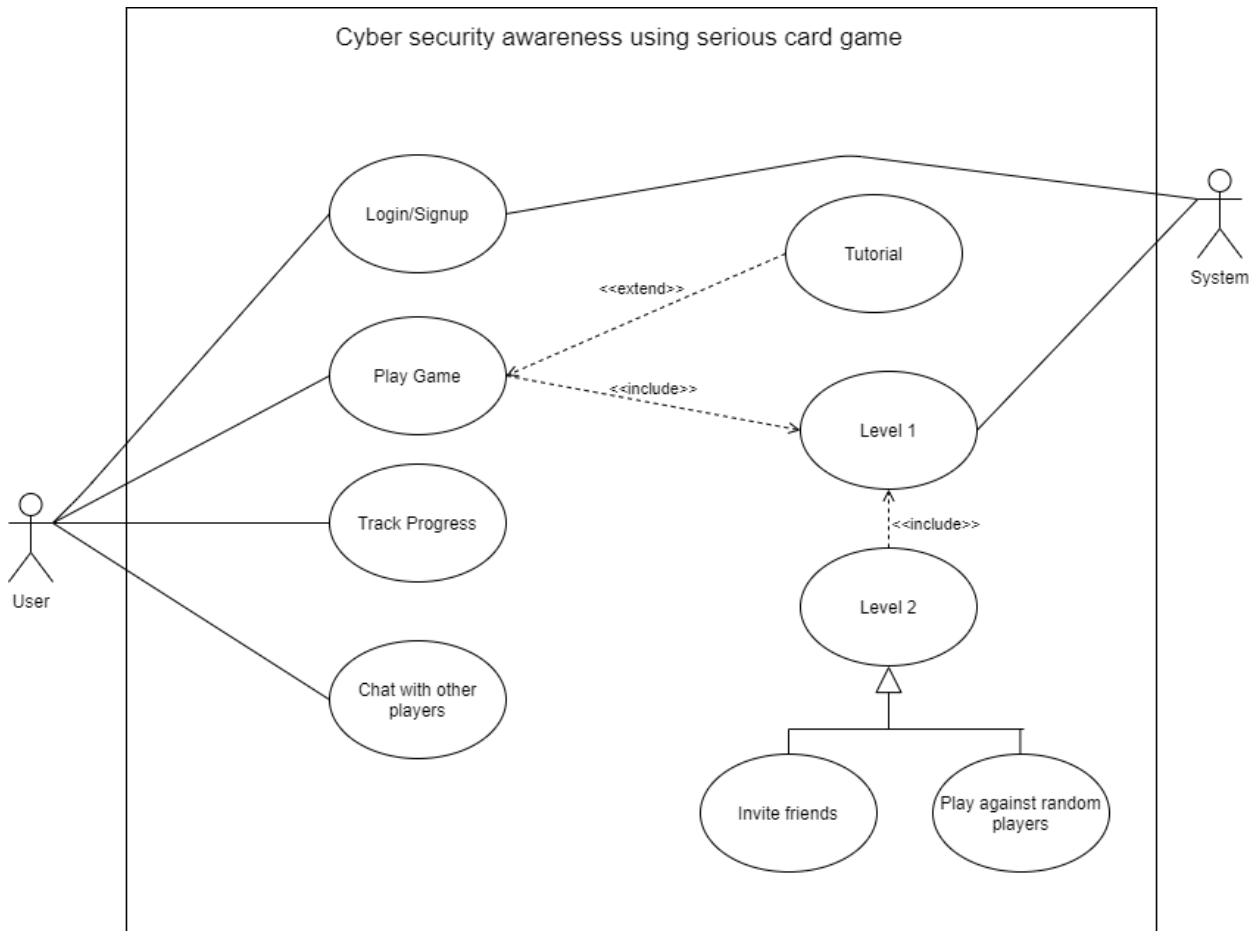 Cyber security awareness using serious card game
Login/Signup
Tutorial
System
<<extend>>
Play Game
<<include>>
Level 1
Track Progress
<<include>>
User
Level 2
Chat with other
players
Invite friends
Play against random
players